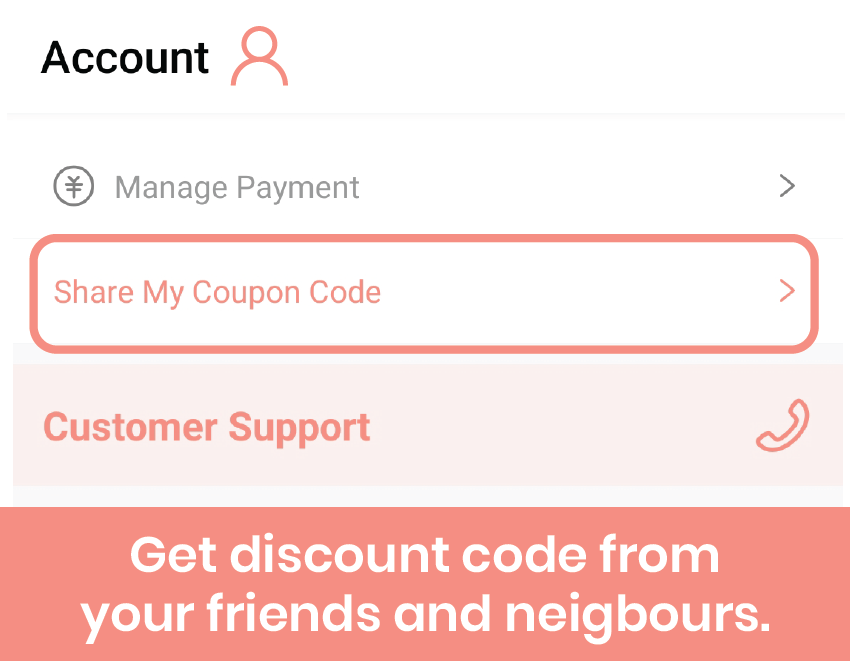 Account
¥ Manage Payment
Share My Coupon Code
Customer Support
Get discount code from
your friends and neigbours.